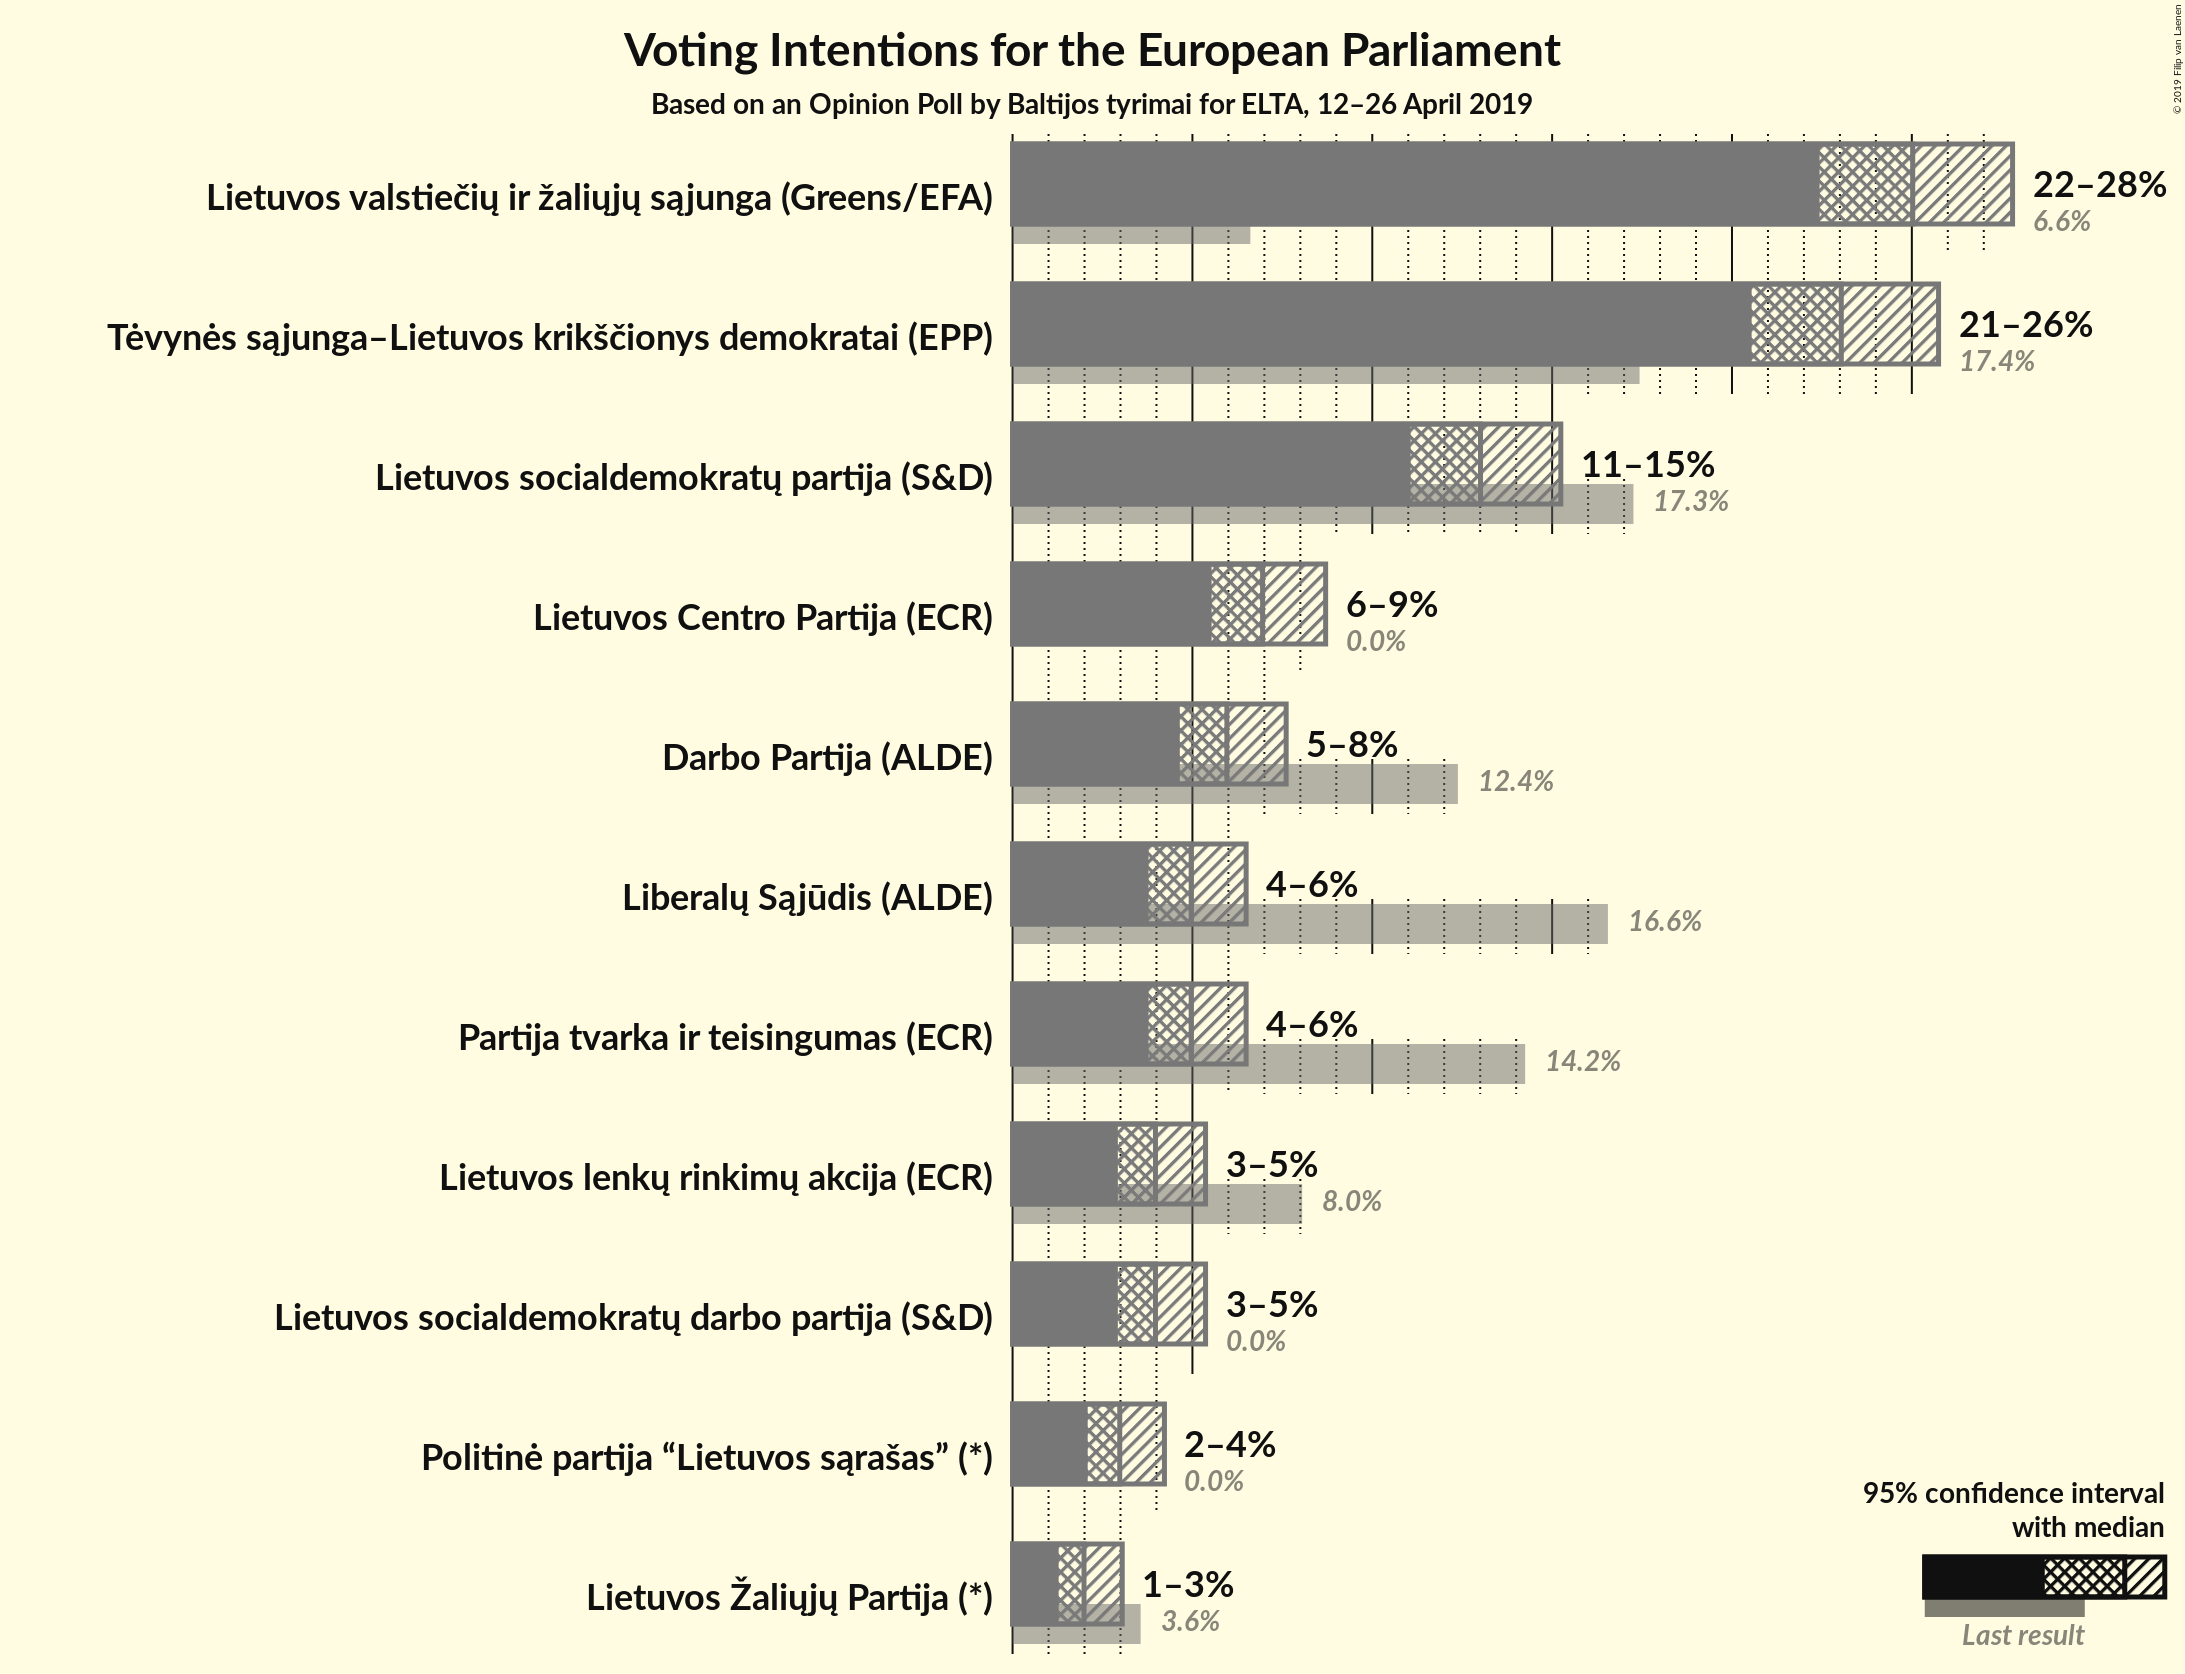 Voting Intentions for the European Parliament
Based on an Opinion Poll by Baltijos tyrimai for ELTA, 12–26 April 2019
© 2019 Filip van Laenen
Lietuvos valstiečių ir žaliųjų sąjunga (Greens/EFA)
22–28%
6.6%
Tėvynės sąjunga–Lietuvos krikščionys demokratai (EPP)
21–26%
17.4%
Lietuvos socialdemokratų partija (S&D)
11–15%
17.3%
Lietuvos Centro Partija (ECR)
6–9%
0.0%
Darbo Partija (ALDE)
5–8%
12.4%
Liberalų Sąjūdis (ALDE)
4–6%
16.6%
Partija tvarka ir teisingumas (ECR)
4–6%
14.2%
Lietuvos lenkų rinkimų akcija (ECR)
3–5%
8.0%
Lietuvos socialdemokratų darbo partija (S&D)
3–5%
0.0%
Politinė partija “Lietuvos sąrašas” (*)
2–4%
0.0%
Lietuvos Žaliųjų Partija (*)
1–3%
3.6%
95% confidence interval
with median
Last result